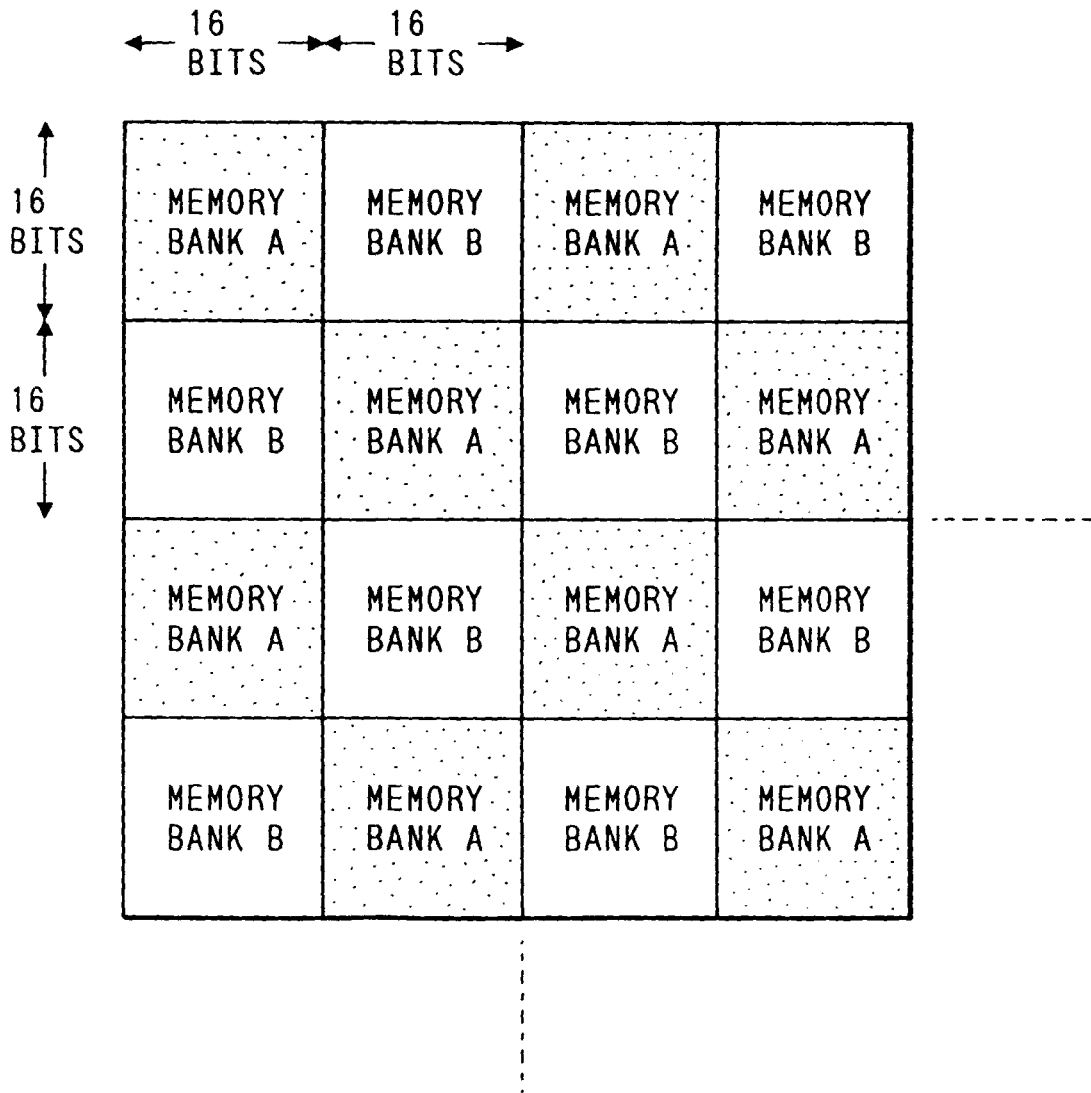 16 16
BITS BITS
16
BITS
MEMORY MEMORY MEMORY MEMORY
BANK A BANK B BANK A BANK B
16
BITS
MEMORY MEMORY MEMORY MEMORY
BANK B BANK A BANK B BANK A
MEMORY MEMORY MEMORY MEMORY
BANK A BANK B BANK A BANK B
MEMORY MEMORY MEMORY MEMORY
BANK B BANK A BANK B BANK A